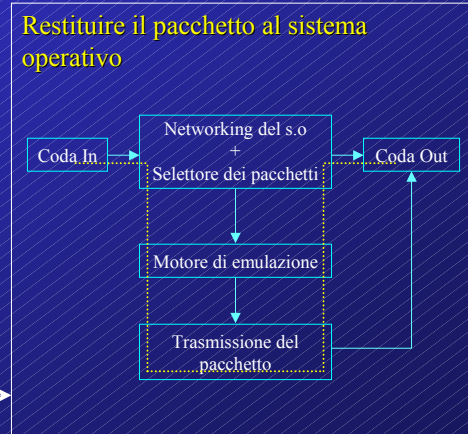 Restituire il pacchetto al sistema
operativo
Networking del s.o
+
Selettore dei pacchetti
Coda In
Coda Out
Motore di emulazione
Trasmissione del
pacchetto